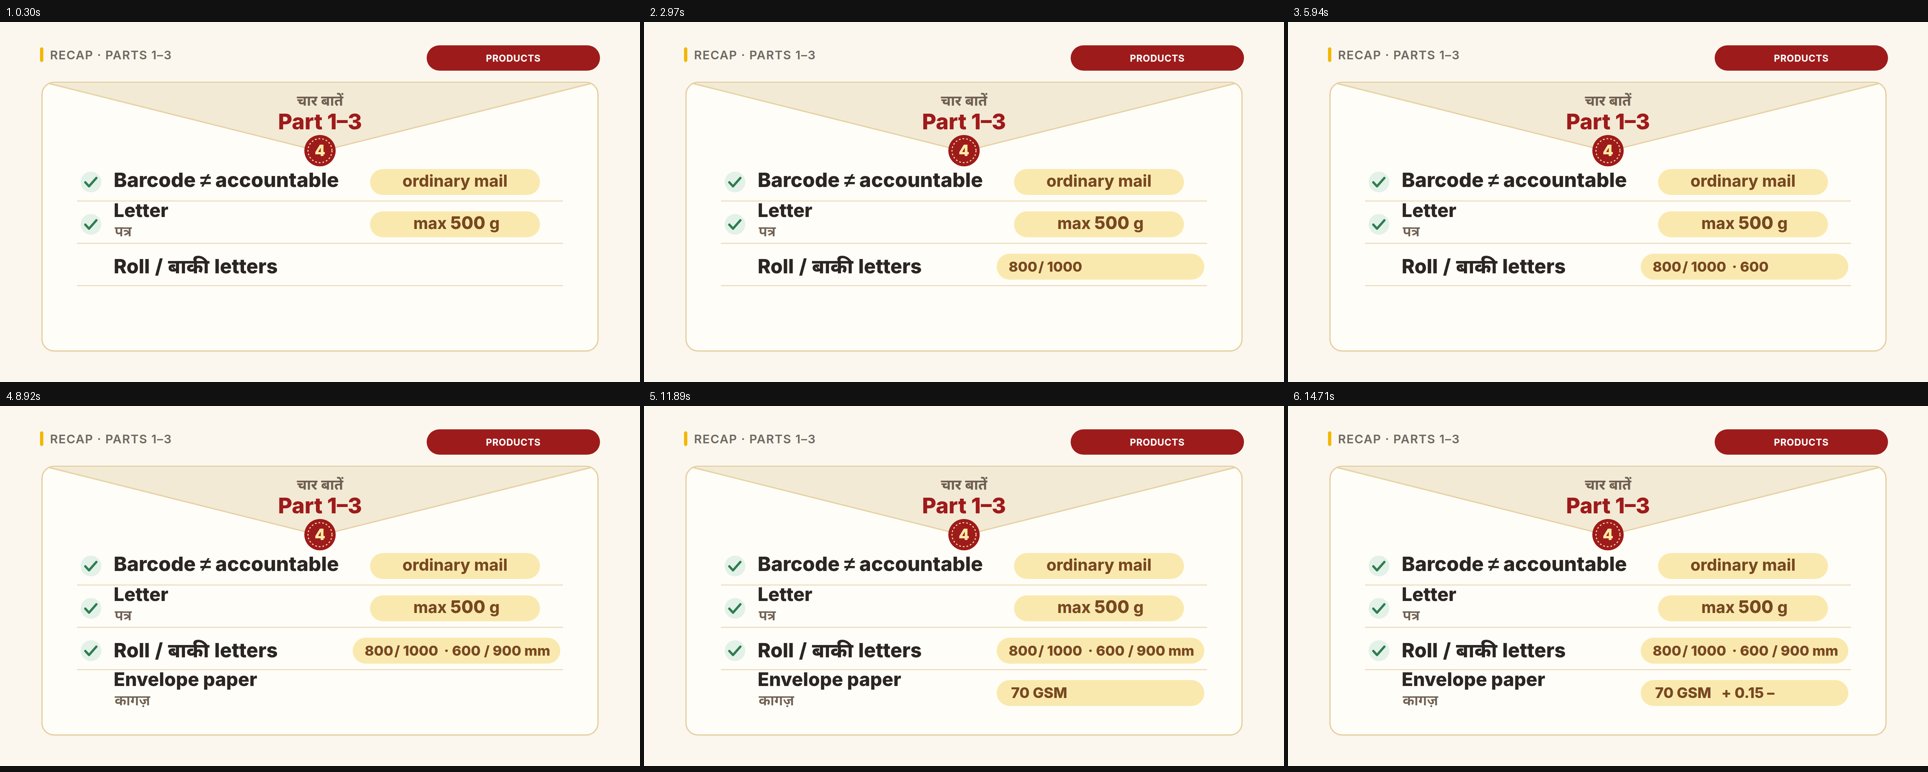 1. 0.30s
RECAP · PARTS 1–3
PRODUCTS
चार बातें
Part 1–3
4
Barcode ≠ accountable
ordinary mail
Letter
पत्र
max 500 g
Roll / बाकी letters
2. 2.97s
RECAP · PARTS 1–3
PRODUCTS
चार बातें
Part 1–3
4
Barcode ≠ accountable
ordinary mail
Letter
पत्र
max 500 g
Roll / बाकी letters
800 / 1000
3. 5.94s
RECAP · PARTS 1–3
PRODUCTS
चार बातें
Part 1–3
4
Barcode ≠ accountable
ordinary mail
Letter
पत्र
max 500 g
Roll / बाकी letters
800 / 1000 · 600
4. 8.92s
RECAP · PARTS 1–3
PRODUCTS
चार बातें
Part 1–3
4
Barcode ≠ accountable
ordinary mail
Letter
पत्र
max 500 g
Roll / बाकी letters
800 / 1000 · 600 / 900 mm
Envelope paper
कागज़
5. 11.89s
RECAP · PARTS 1–3
PRODUCTS
चार बातें
Part 1–3
4
Barcode ≠ accountable
ordinary mail
Letter
पत्र
max 500 g
Roll / बाकी letters
800 / 1000 · 600 / 900 mm
Envelope paper
कागज़
70 GSM
6. 14.71s
RECAP · PARTS 1–3
PRODUCTS
चार बातें
Part 1–3
4
Barcode ≠ accountable
ordinary mail
Letter
पत्र
max 500 g
Roll / बाकी letters
800 / 1000 · 600 / 900 mm
Envelope paper
कागज़
70 GSM + 0.15 –